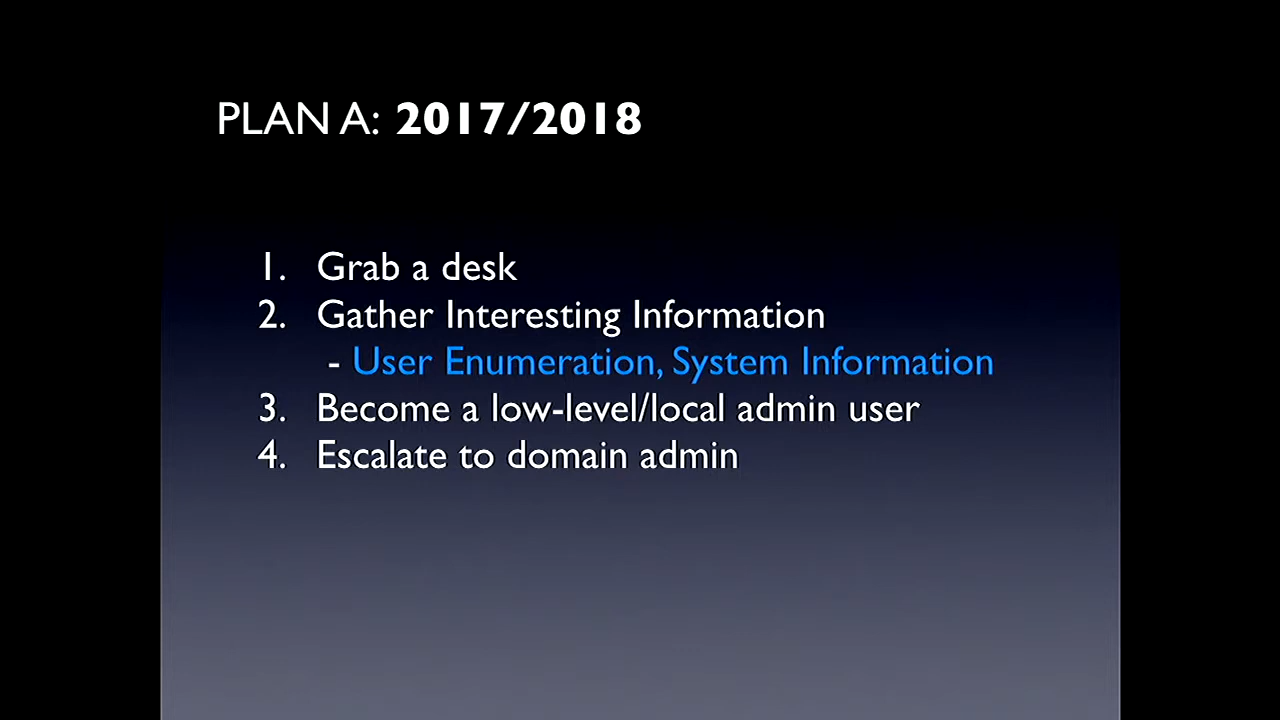 PLAN A: 2017/2018
1. Grab a desk
2. Gather Interesting Information
- User Enumeration, System Information
3. Become a low-level/local admin user
4. Escalate to domain admin